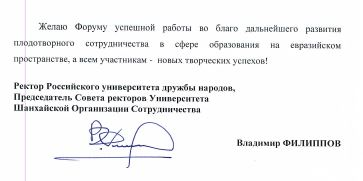 Желаю Форуму успешной работы во благо дальнейшего развития
плодотворного сотрудничества в сфере образования на евразийском
пространстве, а всем участникам - новых творческих успехов!
Ректор Российского университета дружбы народов,
Председатель Совета ректоров Университета
Шанхайской Организации Сотрудничества
Владимир ФИЛИППОВ